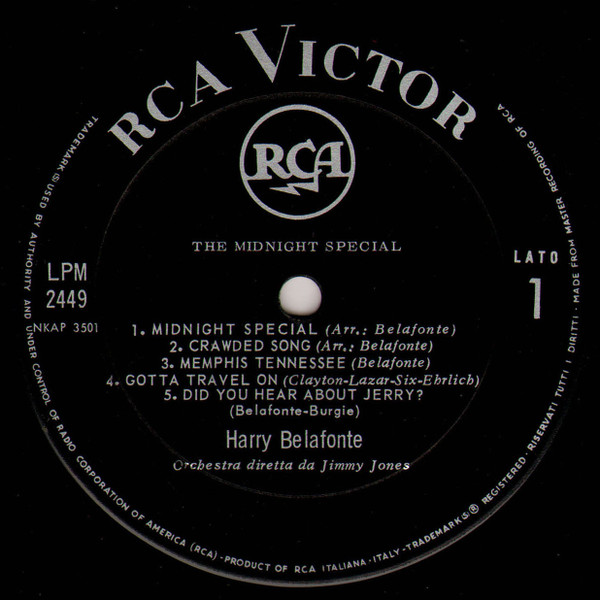 RCA VICTOR
RCA
THE MIDNIGHT SPECIAL
LPM
2449
NKAP 3501
LATO
1
1. MIDNIGHT SPECIAL (Arr.: Belafonte)
2. CRAWDED SONG (Arr.: Belafonte)
3. MEMPHIS TENNESSEE (Belafonte)
4. GOTTA TRAVEL ON (Clayton-Lazar-Six-Ehrlich)
5. DID YOU HEAR ABOUT JERRY?
(Belafonte-Burgie)
Harry Belafonte
Orchestra diretta da Jimmy Jones
TRADEMARK ® USED BY AUTHORITY AND UNDER CONTROL OF RADIO CORPORATION OF AMERICA (RCA) - PRODUCT OF RCA ITALIANA - ITALY - TRADEMARKS ® REGISTERED - RISERVATI TUTTI I DIRITTI - MADE FROM MASTER RECORDING OF RCA